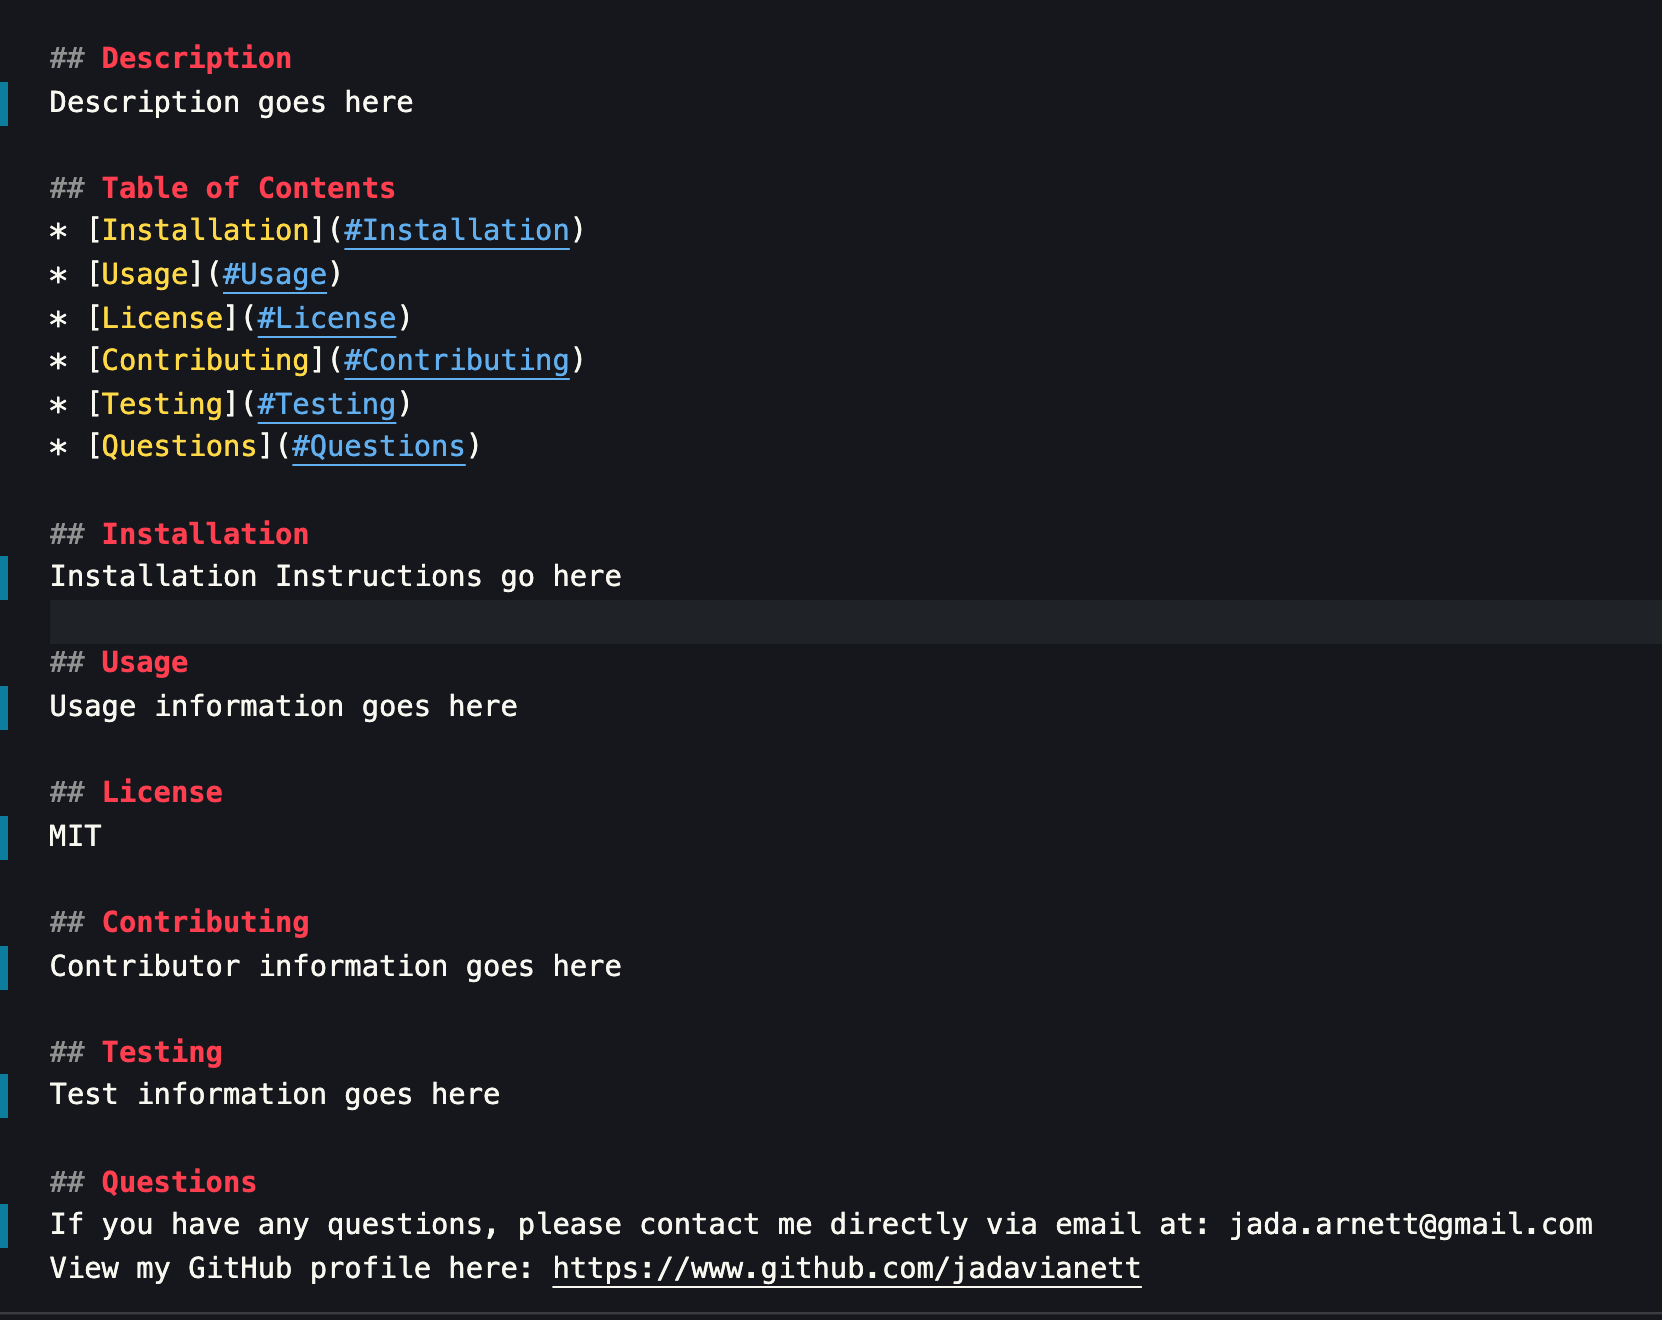 ## Description
Description goes here
## Table of Contents
* [Installation](#Installation)
* [Usage](#Usage)
* [License](#License)
* [Contributing](#Contributing)
* [Testing](#Testing)
* [Questions](#Questions)
## Installation
Installation Instructions go here
## Usage
Usage information goes here
## License
MIT
## Contributing
Contributor information goes here
## Testing
Test information goes here
## Questions
If you have any questions, please contact me directly via email at: jada.arnett@gmail.com
View my GitHub profile here: https://www.github.com/jadavianett